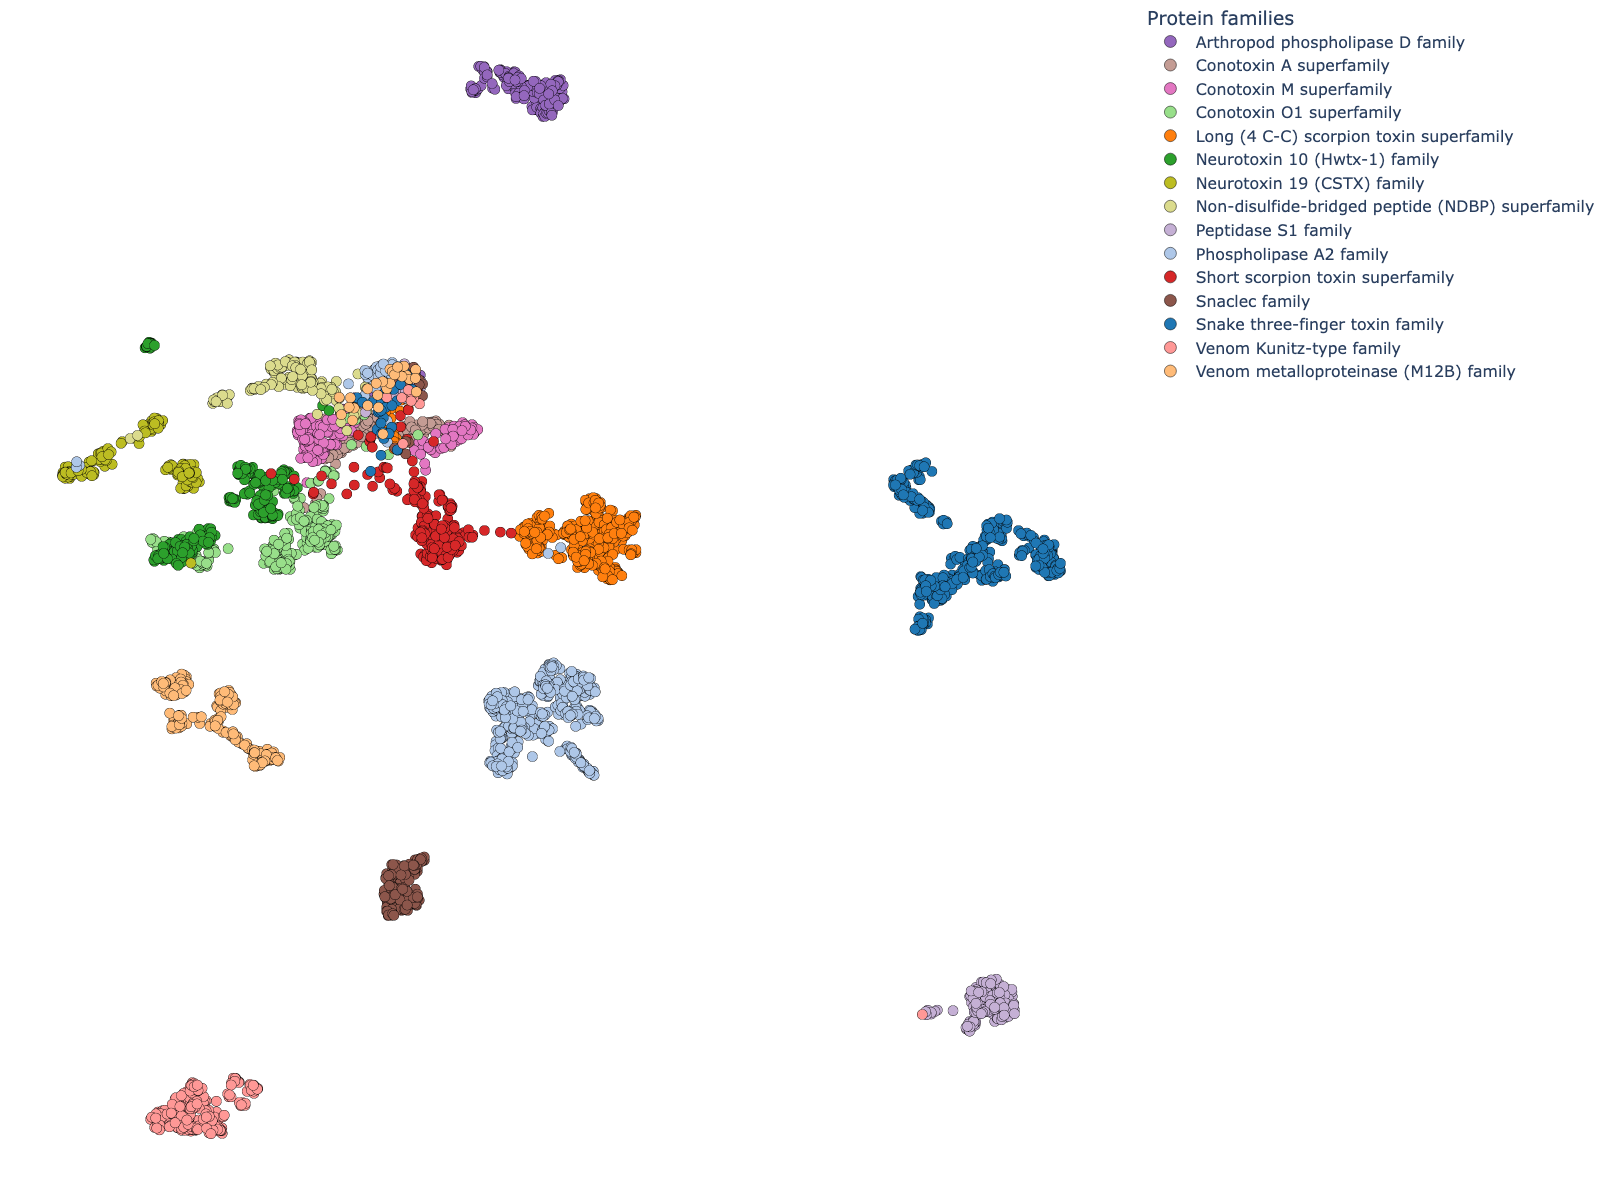 Protein families
Arthropod phospholipase D family
Conotoxin A superfamily
Conotoxin M superfamily
Conotoxin O1 superfamily
Long (4 C-C) scorpion toxin superfamily
Neurotoxin 10 (Hwtx-1) family
Neurotoxin 19 (CSTX) family
Non-disulfide-bridged peptide (NDBP) superfamily
Peptidase S1 family
Phospholipase A2 family
Short scorpion toxin superfamily
Snaclec family
Snake three-finger toxin family
Venom Kunitz-type family
Venom metalloproteinase (M12B) family